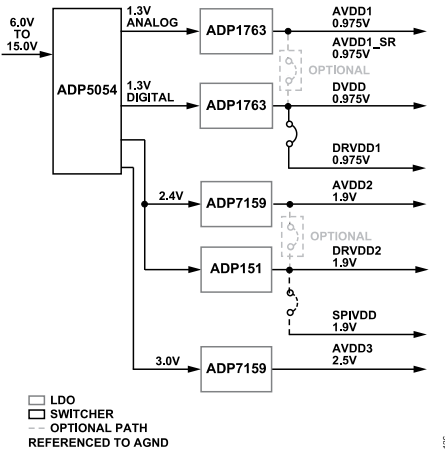 6.0V
TO
15.0V
ADP5054
1.3V
ANALOG
ADP1763
AVDD1
0.975V
AVDD1_SR
0.975V
OPTIONAL
1.3V
DIGITAL
ADP1763
DVDD
0.975V
DRVDD1
0.975V
2.4V
ADP7159
AVDD2
1.9V
OPTIONAL
ADP151
DRVDD2
1.9V
SPIVDD
1.9V
3.0V
ADP7159
AVDD3
2.5V
LDO
SWITCHER
OPTIONAL PATH
REFERENCED TO AGND